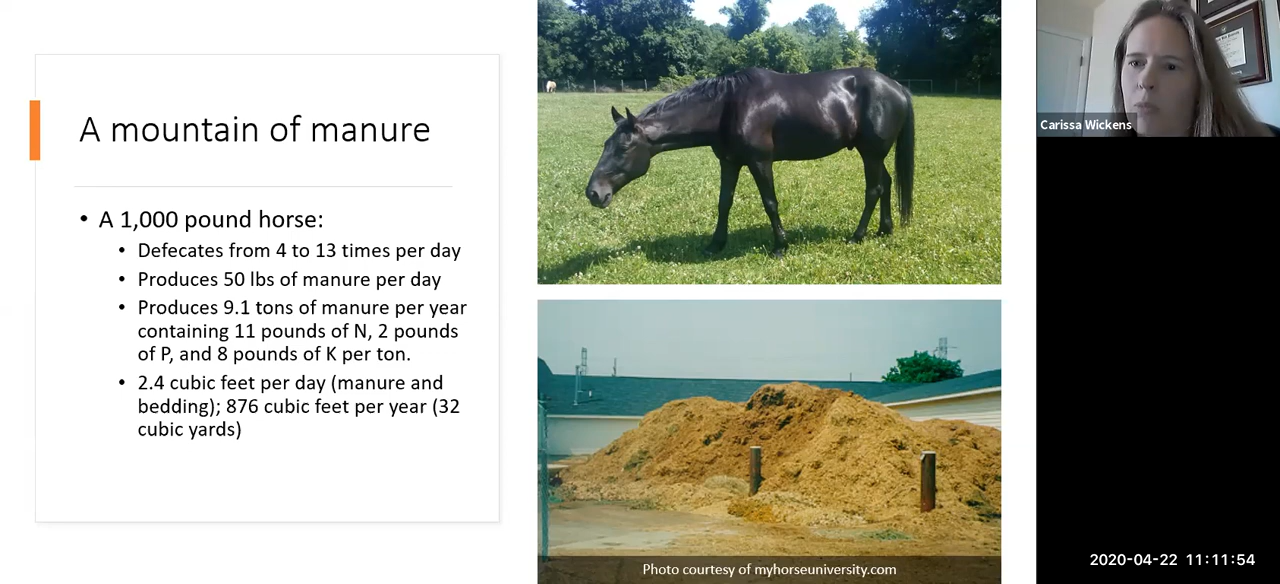 A mountain of manure
• A 1,000 pound horse:
• Defecates from 4 to 13 times per day
• Produces 50 lbs of manure per day
• Produces 9.1 tons of manure per year
containing 11 pounds of N, 2 pounds
of P, and 8 pounds of K per ton.
• 2.4 cubic feet per day (manure and
bedding); 876 cubic feet per year (32
cubic yards)
Photo courtesy of myhorseuniversity.com
Carissa Wickens
2020-04-22 11:11:54